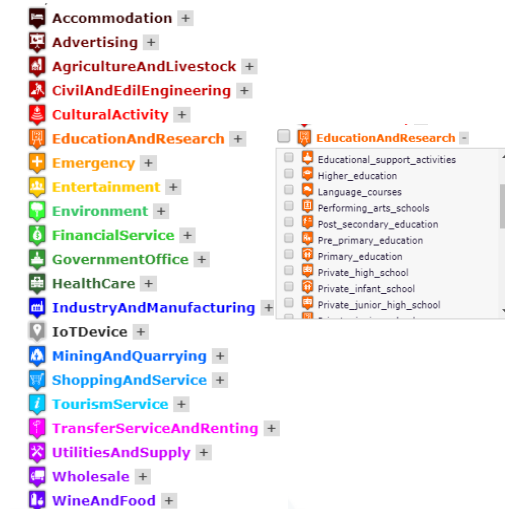 Accommodation +
Advertising +
AgricultureAndLivestock +
CivilAndEdilEngineering +
CulturalActivity +
EducationAndResearch +
Emergency +
Entertainment +
Environment +
FinancialService +
GovernmentOffice +
HealthCare +
IndustryAndManufacturing +
IoTDevice +
MiningAndQuarrying +
ShoppingAndService +
TourismService +
TransferServiceAndRenting +
UtilitiesAndSupply +
Wholesale +
WineAndFood +
EducationAndResearch -
Educational_support_activities
Higher_education
Language_courses
Performing_arts_schools
Post_secondary_education
Pre_primary_education
Primary_education
Private_high_school
Private_infant_school
Private_junior_high_school